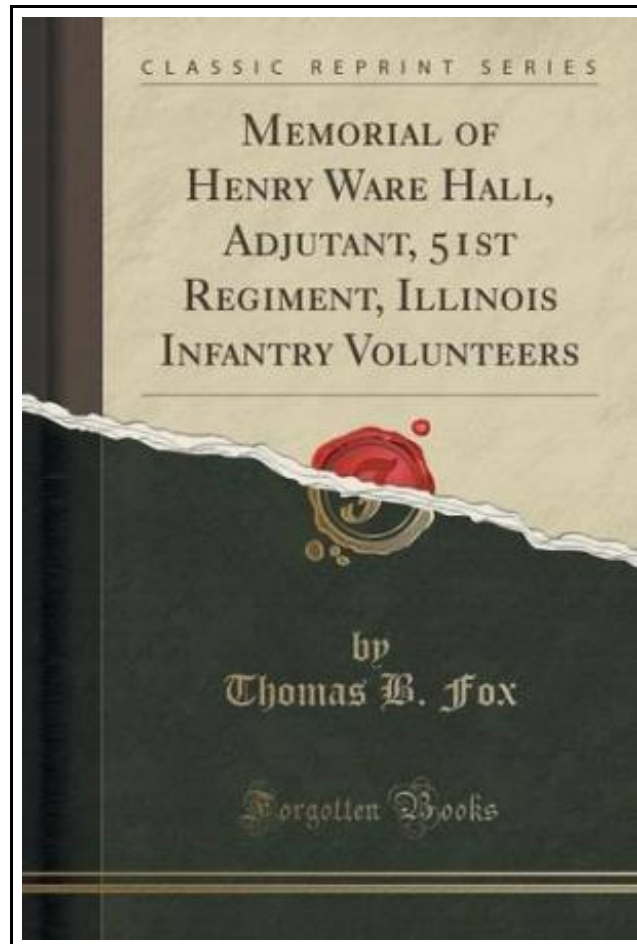 CLASSIC REPRINT SERIES
MEMORIAL OF
HENRY WARE HALL,
ADJUTANT, 51ST
REGIMENT, ILLINOIS
INFANTRY VOLUNTEERS
by
Thomas B. Fox
Forgotten Books